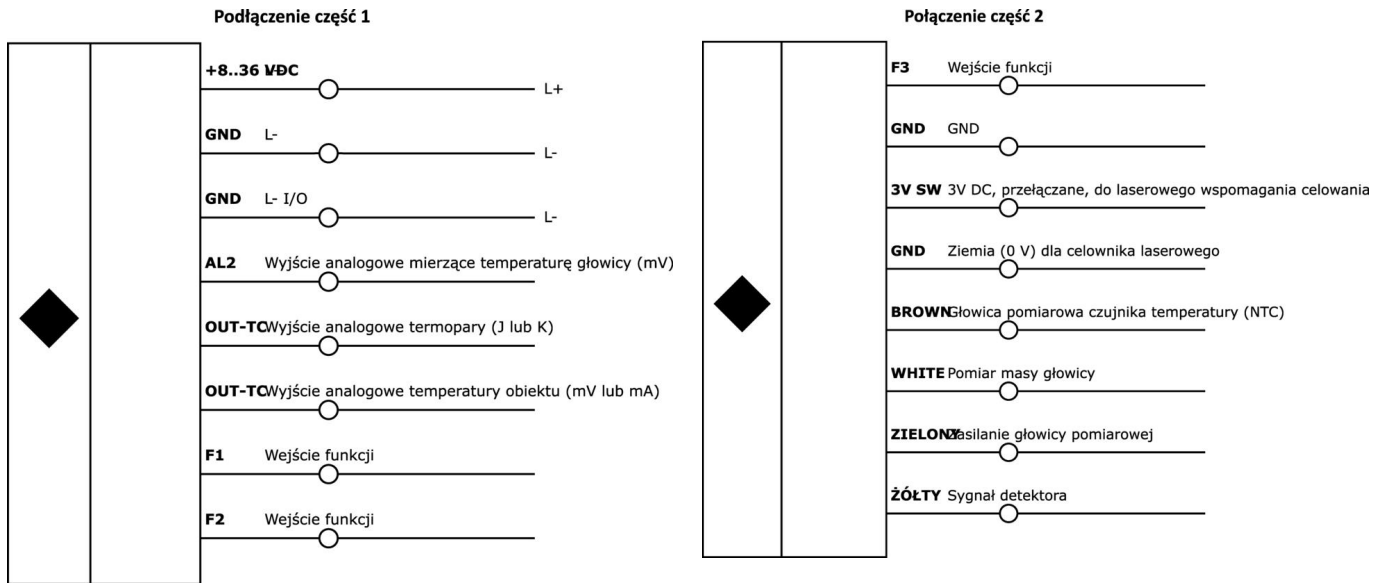 Podłączenie część 1
+8..36 VDC L+
L+
GND L-
L-
GND L- I/O
L-
AL2 Wyjście analogowe mierzące temperaturę głowicy (mV)
OUT-TC Wyjście analogowe termopary (J lub K)
OUT-TC Wyjście analogowe temperatury obiektu (mV lub mA)
F1 Wejście funkcji
F2 Wejście funkcji
Połączenie część 2
F3 Wejście funkcji
GND GND
3V SW 3V DC, przełączane, do laserowego wspomagania celowania
GND Ziemia (0 V) dla celownika laserowego
BROWN Głowica pomiarowa czujnika temperatury (NTC)
WHITE Pomiar masy głowicy
ZIELONY Zasilanie głowicy pomiarowej
ŻÓŁTY Sygnał detektora